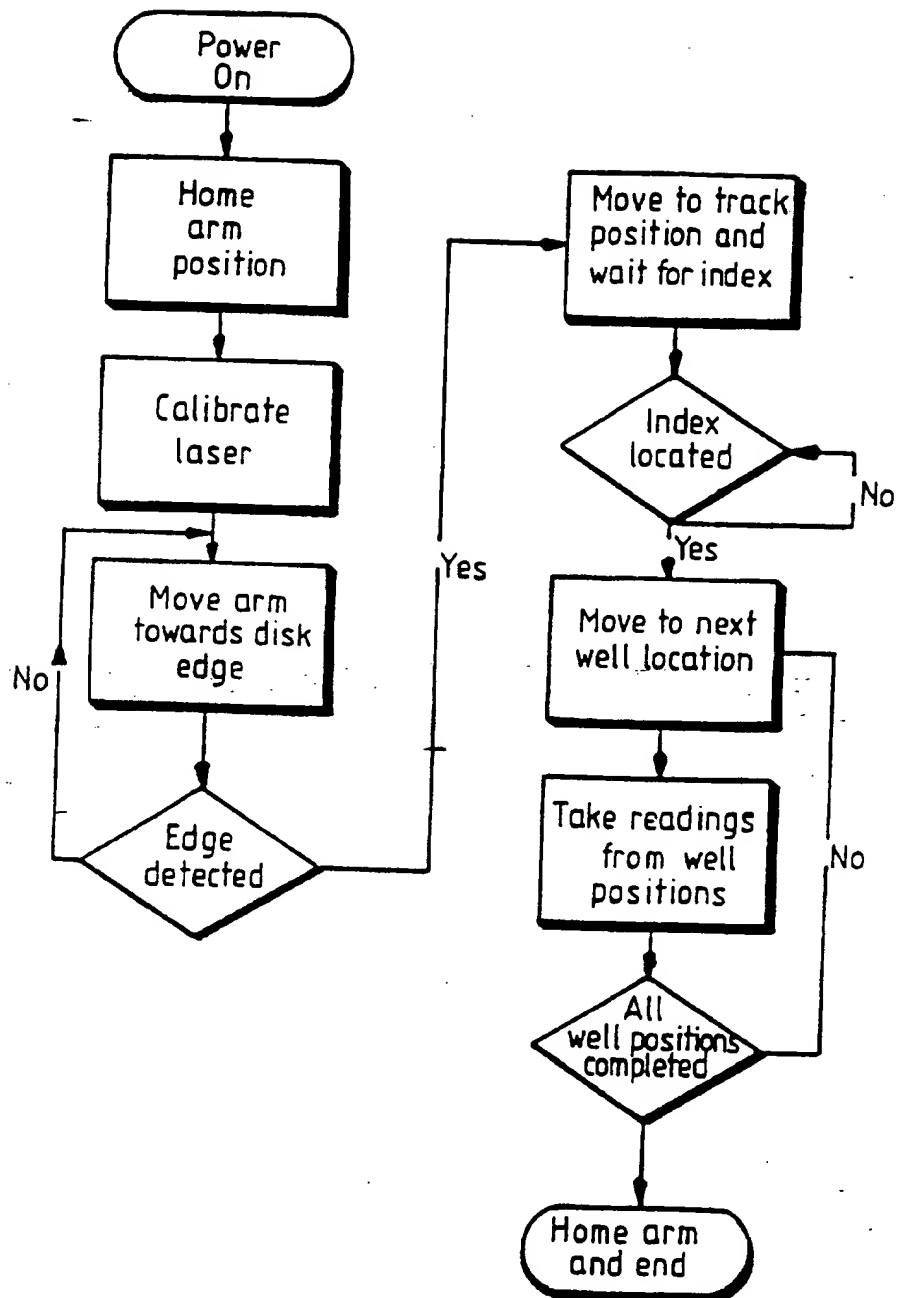 Power
On
Home
arm
position
Calibrate
laser
Move arm
towards disk
edge
No
Edge
detected
Yes
Move to track
position and
wait for index
Index
located
No
Yes
Move to next
well location
Take readings
from well
positions
No
All
well positions
completed
Home arm
and end